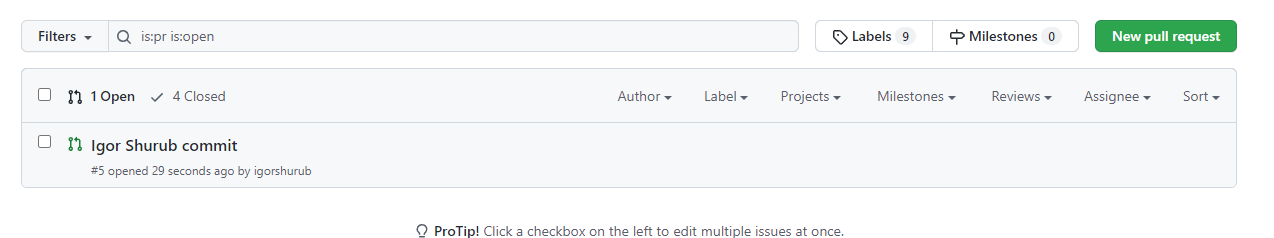 Filters is:pr is:open Labels 9 Milestones 0 New pull request
1 Open 4 Closed Author Label Projects Milestones Reviews Assignee Sort
Igor Shurub commit
#5 opened 29 seconds ago by igorshurub
ProTip! Click a checkbox on the left to edit multiple issues at once.